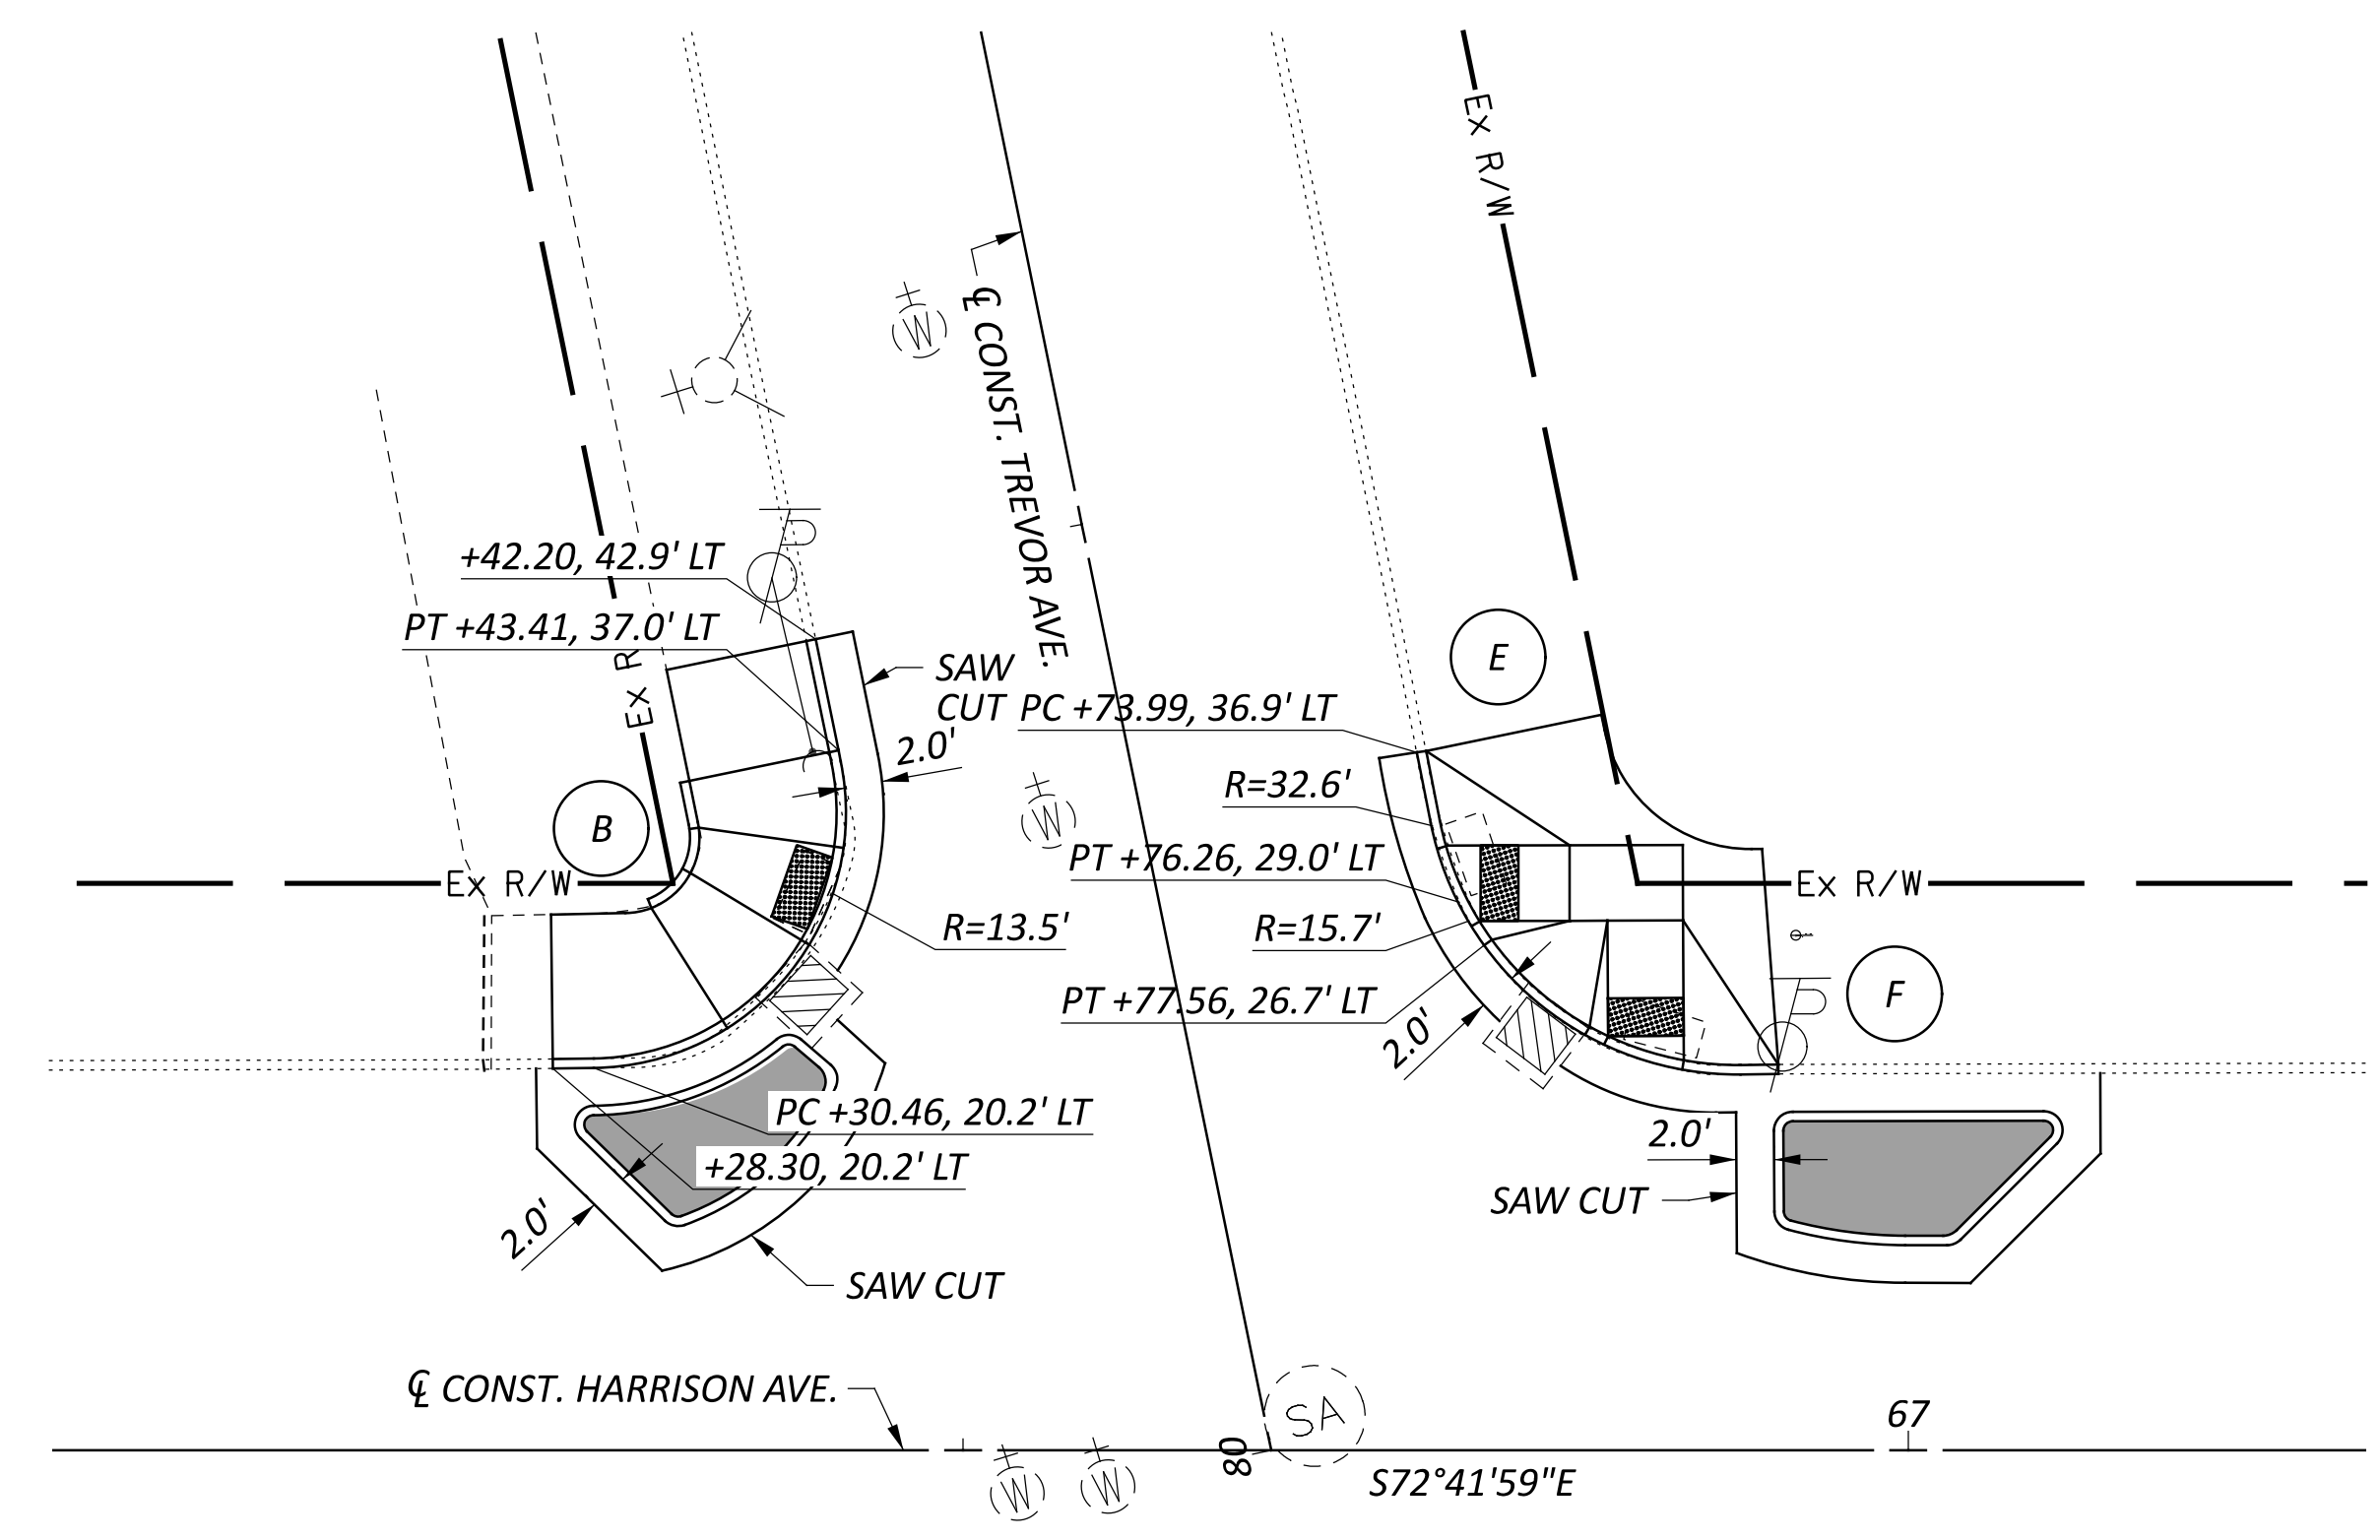 Ex R/W
℄ CONST. TREVOR AVE.
+42.20, 42.9' LT
PT +43.41, 37.0' LT
Ex R
SAW
CUT
2.0'
PC +73.99, 36.9' LT
E
R=32.6'
B
PT +76.26, 29.0' LT
Ex R/W
Ex R/W
R=13.5'
R=15.7'
PT +77.56, 26.7' LT
F
2.0'
PC +30.46, 20.2' LT
2.0'
+28.30, 20.2' LT
SAW CUT
2.0'
SAW CUT
℄ CONST. HARRISON AVE.
SA
67
80
S72°41'59"E
W
W
W
W